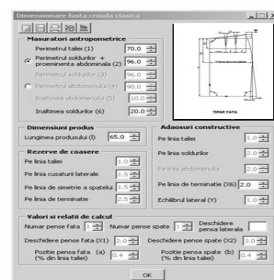 Dimensionare fusta croiala clasica
Masuratori antropometrice
Perimetrul taliei (1) 70.0
Perimetrul soldurilor + proeminenta abdominala (2) 96.0
Perimetrul soldurilor (3) 96.0
Perimetrul abdomenului (4) 90.0
Inaltimea abdomenului (5) 10.0
Inaltimea soldurilor (6) 20.0
TIPAR FATA
Dimensiuni produs
Lungimea produsului (l) 65.0
Adaosuri constructive
Pe linia taliei 1.0
Pe linia soldurilor 2.0
Pe linia abdomenului 2.0
Pe linia de terminatie (X6) 2.0
Echilibrul lateral (Y) 1.0
Rezerve de coasere
Pe linia taliei 1.0
Pe linia cusaturii laterale 1.5
Pe linia de simetrie a spatelui 1.5
Pe linia de terminatie 2.5
Valori si relatii de calcul
Numar pense fata 1 Numar pense spate 1 Deschidere pensa laterala
Deschidere pense fata (X1) 2.0 Deschidere pense spate (X2) 3.0
Pozitie pensa fata (a) (% din linia taliei) 0.4 Pozitie pensa spate (b) (% din linia taliei) 0.4
OK